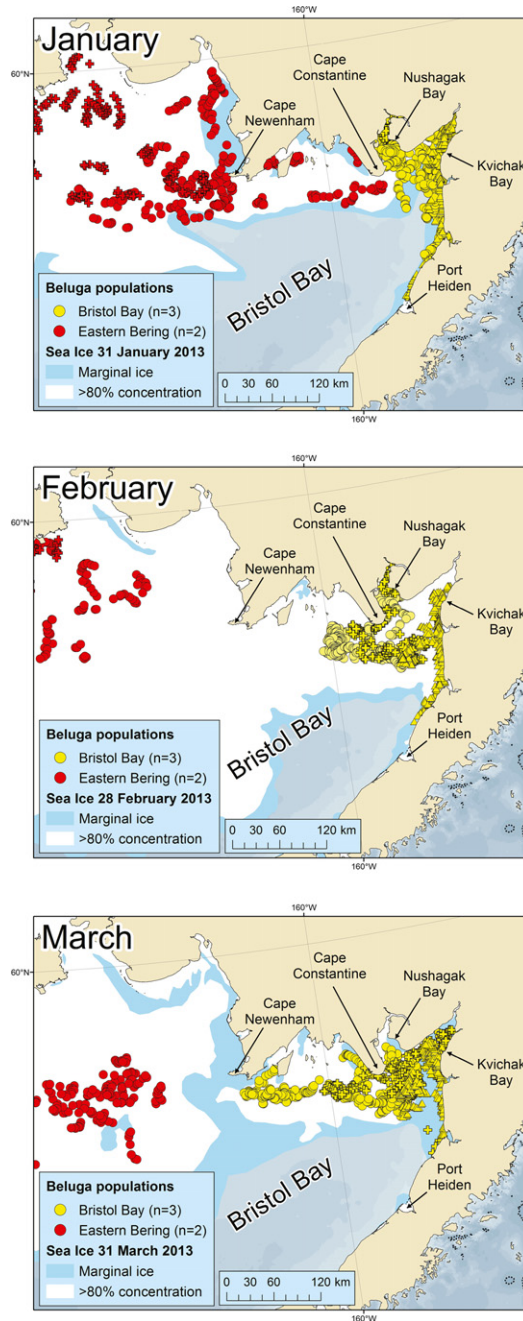 160°W
January
60°N
Cape
Constantine
Nushagak
Bay
Cape
Newenham
Kvichak
Bay
Port
Heiden
Bristol Bay
Beluga populations
Bristol Bay (n=3)
Eastern Bering (n=2)
Sea Ice 31 January 2013
Marginal ice
>80% concentration
0 30 60 120 km
160°W
160°W
February
60°N
Cape
Constantine
Nushagak
Bay
Cape
Newenham
Kvichak
Bay
Port
Heiden
Bristol Bay
Beluga populations
Bristol Bay (n=3)
Eastern Bering (n=2)
Sea Ice 28 February 2013
Marginal ice
>80% concentration
0 30 60 120 km
160°W
160°W
March
60°N
Cape
Constantine
Nushagak
Bay
Cape
Newenham
Kvichak
Bay
Port
Heiden
Bristol Bay
Beluga populations
Bristol Bay (n=3)
Eastern Bering (n=2)
Sea Ice 31 March 2013
Marginal ice
>80% concentration
0 30 60 120 km
160°W